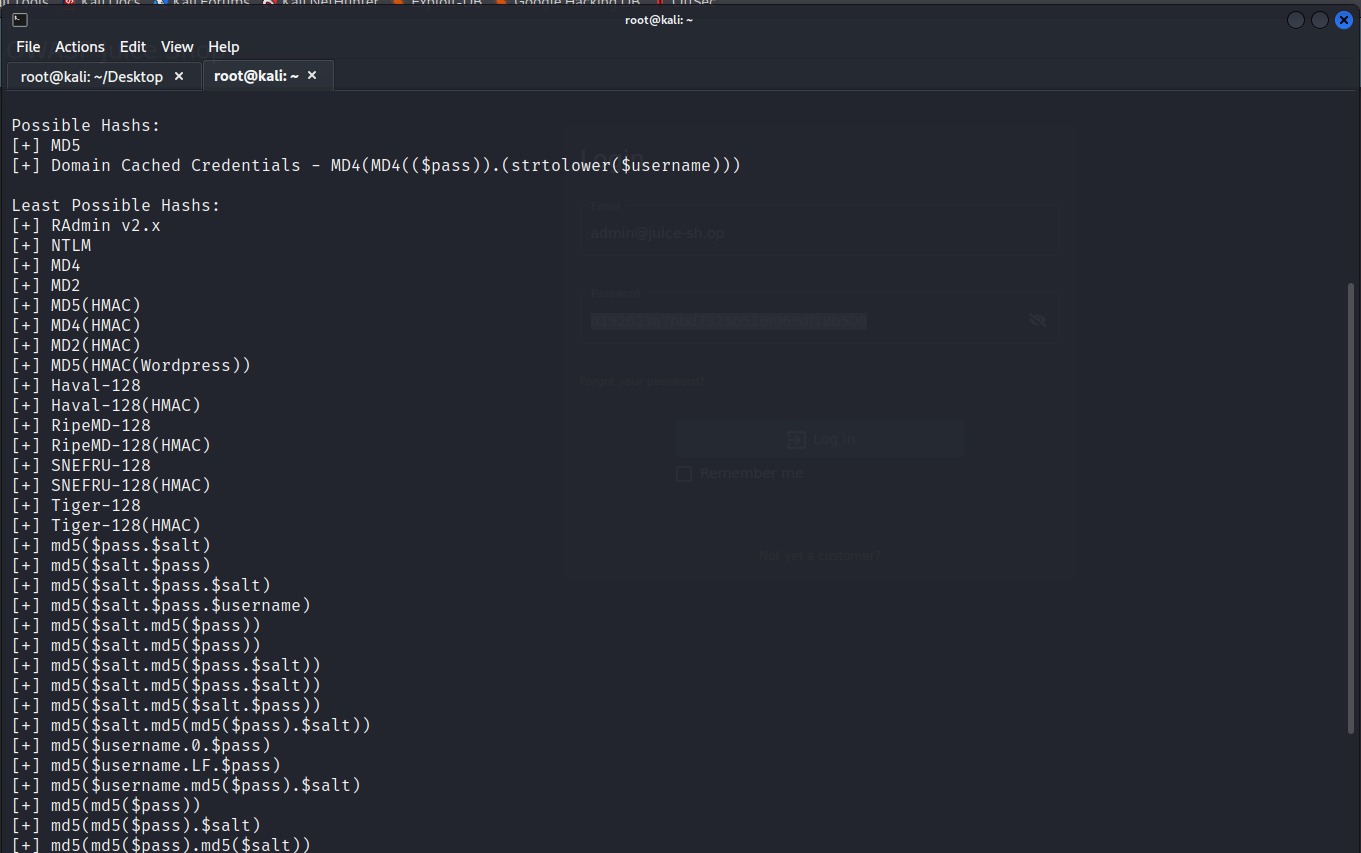 Kali Docs Kali Forums Kali NetHunter Exploit-DB Google Hacking DB OffSec
root@kali: ~
File Actions Edit View Help
root@kali: ~/Desktop × root@kali: ~ ×
Possible Hashs:
[+] MD5
[+] Domain Cached Credentials - MD4(MD4(($pass)).(strtolower($username)))
Least Possible Hashs:
[+] RAdmin v2.x
[+] NTLM
[+] MD4
[+] MD2
[+] MD5(HMAC)
[+] MD4(HMAC)
[+] MD2(HMAC)
[+] MD5(HMAC(Wordpress))
[+] Haval-128
[+] Haval-128(HMAC)
[+] RipeMD-128
[+] RipeMD-128(HMAC)
[+] SNEFRU-128
[+] SNEFRU-128(HMAC)
[+] Tiger-128
[+] Tiger-128(HMAC)
[+] md5($pass.$salt)
[+] md5($salt.$pass)
[+] md5($salt.$pass.$salt)
[+] md5($salt.$pass.$username)
[+] md5($salt.md5($pass))
[+] md5($salt.md5($pass))
[+] md5($salt.md5($pass.$salt))
[+] md5($salt.md5($pass.$salt))
[+] md5($salt.md5($salt.$pass))
[+] md5($salt.md5(md5($pass).$salt))
[+] md5($username.0.$pass)
[+] md5($username.LF.$pass)
[+] md5($username.md5($pass).$salt)
[+] md5(md5($pass))
[+] md5(md5($pass).$salt)
[+] md5(md5($pass).md5($salt))
Login
Email
admin@juice-sh.op
Password
Forgot your password?
Log in
Remember me
Not yet a customer?